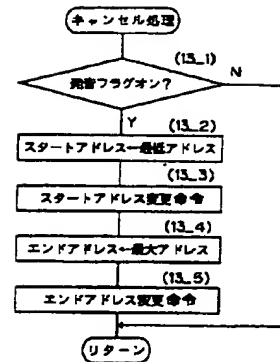 キャンセル処理
(13_1)
発音フラグオン?
N
Y
(13_2)
スタートアドレス←最低アドレス
(13_3)
スタートアドレス変更命令
(13_4)
エンドアドレス←最大アドレス
(13_5)
エンドアドレス変更命令
リターン